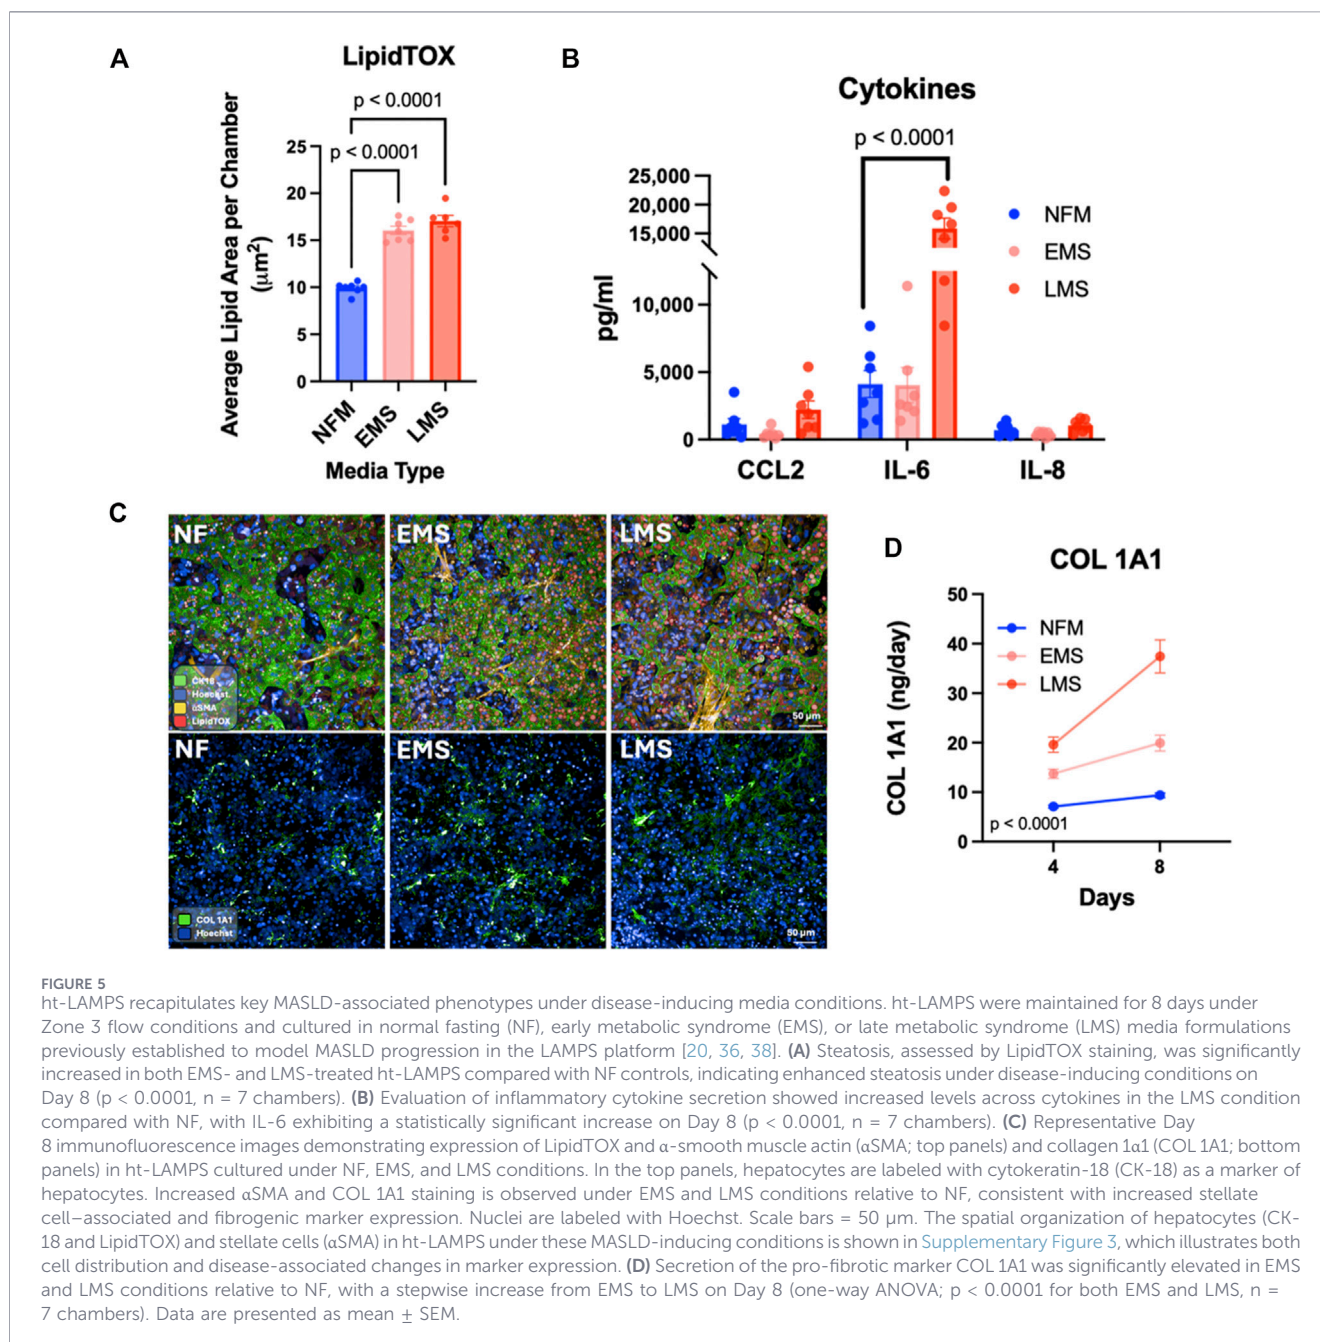 A
LipidTOX
p < 0.0001
p < 0.0001
Average Lipid Area per Chamber
(μm²)
25
20
15
10
5
0
NFM
EMS
LMS
Media Type
B
Cytokines
p < 0.0001
pg/ml
25,000
20,000
15,000
10,000
5,000
0
NFM
EMS
LMS
CCL2
IL-6
IL-8
C
NF
EMS
LMS
CK18
Hoechst
αSMA
LipidTOX
50 μm
NF
EMS
LMS
COL 1A1
Hoechst
50 μm
D
COL 1A1
COL 1A1 (ng/day)
50
40
30
20
10
0
NFM
EMS
LMS
p < 0.0001
4
8
Days
FIGURE 5
ht-LAMPS recapitulates key MASLD-associated phenotypes under disease-inducing media conditions. ht-LAMPS were maintained for 8 days under
Zone 3 flow conditions and cultured in normal fasting (NF), early metabolic syndrome (EMS), or late metabolic syndrome (LMS) media formulations
previously established to model MASLD progression in the LAMPS platform [20, 36, 38]. (A) Steatosis, assessed by LipidTOX staining, was significantly
increased in both EMS- and LMS-treated ht-LAMPS compared with NF controls, indicating enhanced steatosis under disease-inducing conditions on
Day 8 (p < 0.0001, n = 7 chambers). (B) Evaluation of inflammatory cytokine secretion showed increased levels across cytokines in the LMS condition
compared with NF, with IL-6 exhibiting a statistically significant increase on Day 8 (p < 0.0001, n = 7 chambers). (C) Representative Day
8 immunofluorescence images demonstrating expression of LipidTOX and α-smooth muscle actin (αSMA; top panels) and collagen 1α1 (COL 1A1; bottom
panels) in ht-LAMPS cultured under NF, EMS, and LMS conditions. In the top panels, hepatocytes are labeled with cytokeratin-18 (CK-18) as a marker of
hepatocytes. Increased αSMA and COL 1A1 staining is observed under EMS and LMS conditions relative to NF, consistent with increased stellate
cell–associated and fibrogenic marker expression. Nuclei are labeled with Hoechst. Scale bars = 50 μm. The spatial organization of hepatocytes (CK-
18 and LipidTOX) and stellate cells (αSMA) in ht-LAMPS under these MASLD-inducing conditions is shown in Supplementary Figure 3, which illustrates both
cell distribution and disease-associated changes in marker expression. (D) Secretion of the pro-fibrotic marker COL 1A1 was significantly elevated in EMS
and LMS conditions relative to NF, with a stepwise increase from EMS to LMS on Day 8 (one-way ANOVA; p < 0.0001 for both EMS and LMS, n =
7 chambers). Data are presented as mean ± SEM.